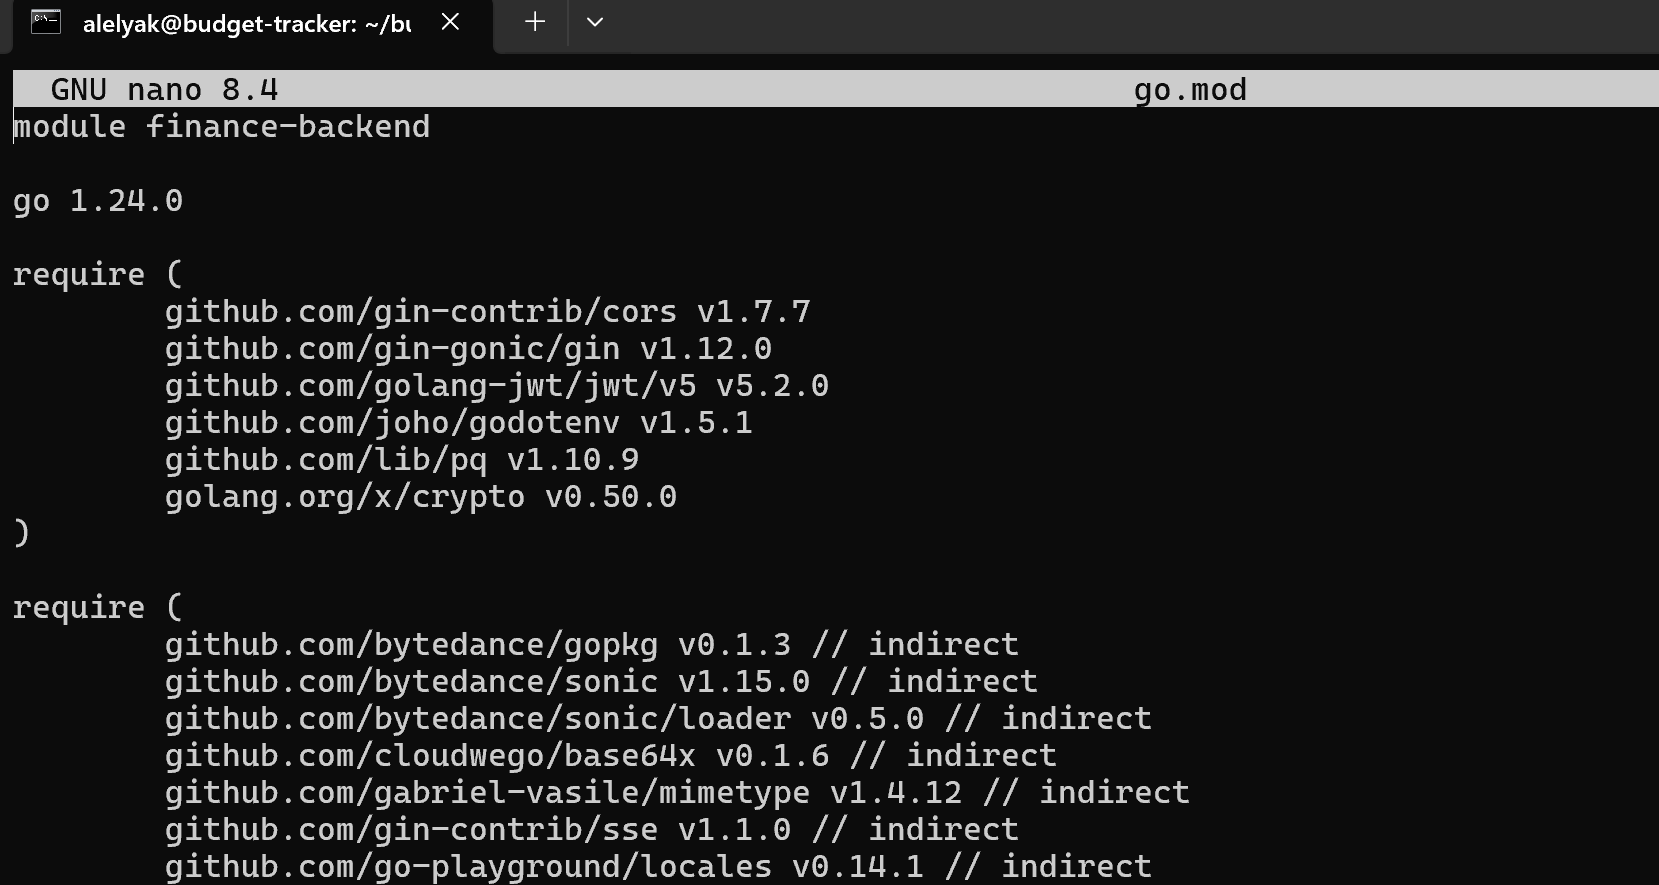 alelyak@budget-tracker: ~/bu
GNU nano 8.4 go.mod
module finance-backend
go 1.24.0
require (
github.com/gin-contrib/cors v1.7.7
github.com/gin-gonic/gin v1.12.0
github.com/golang-jwt/jwt/v5 v5.2.0
github.com/joho/godotenv v1.5.1
github.com/lib/pq v1.10.9
golang.org/x/crypto v0.50.0
)
require (
github.com/bytedance/gopkg v0.1.3 // indirect
github.com/bytedance/sonic v1.15.0 // indirect
github.com/bytedance/sonic/loader v0.5.0 // indirect
github.com/cloudwego/base64x v0.1.6 // indirect
github.com/gabriel-vasile/mimetype v1.4.12 // indirect
github.com/gin-contrib/sse v1.1.0 // indirect
github.com/go-playground/locales v0.14.1 // indirect